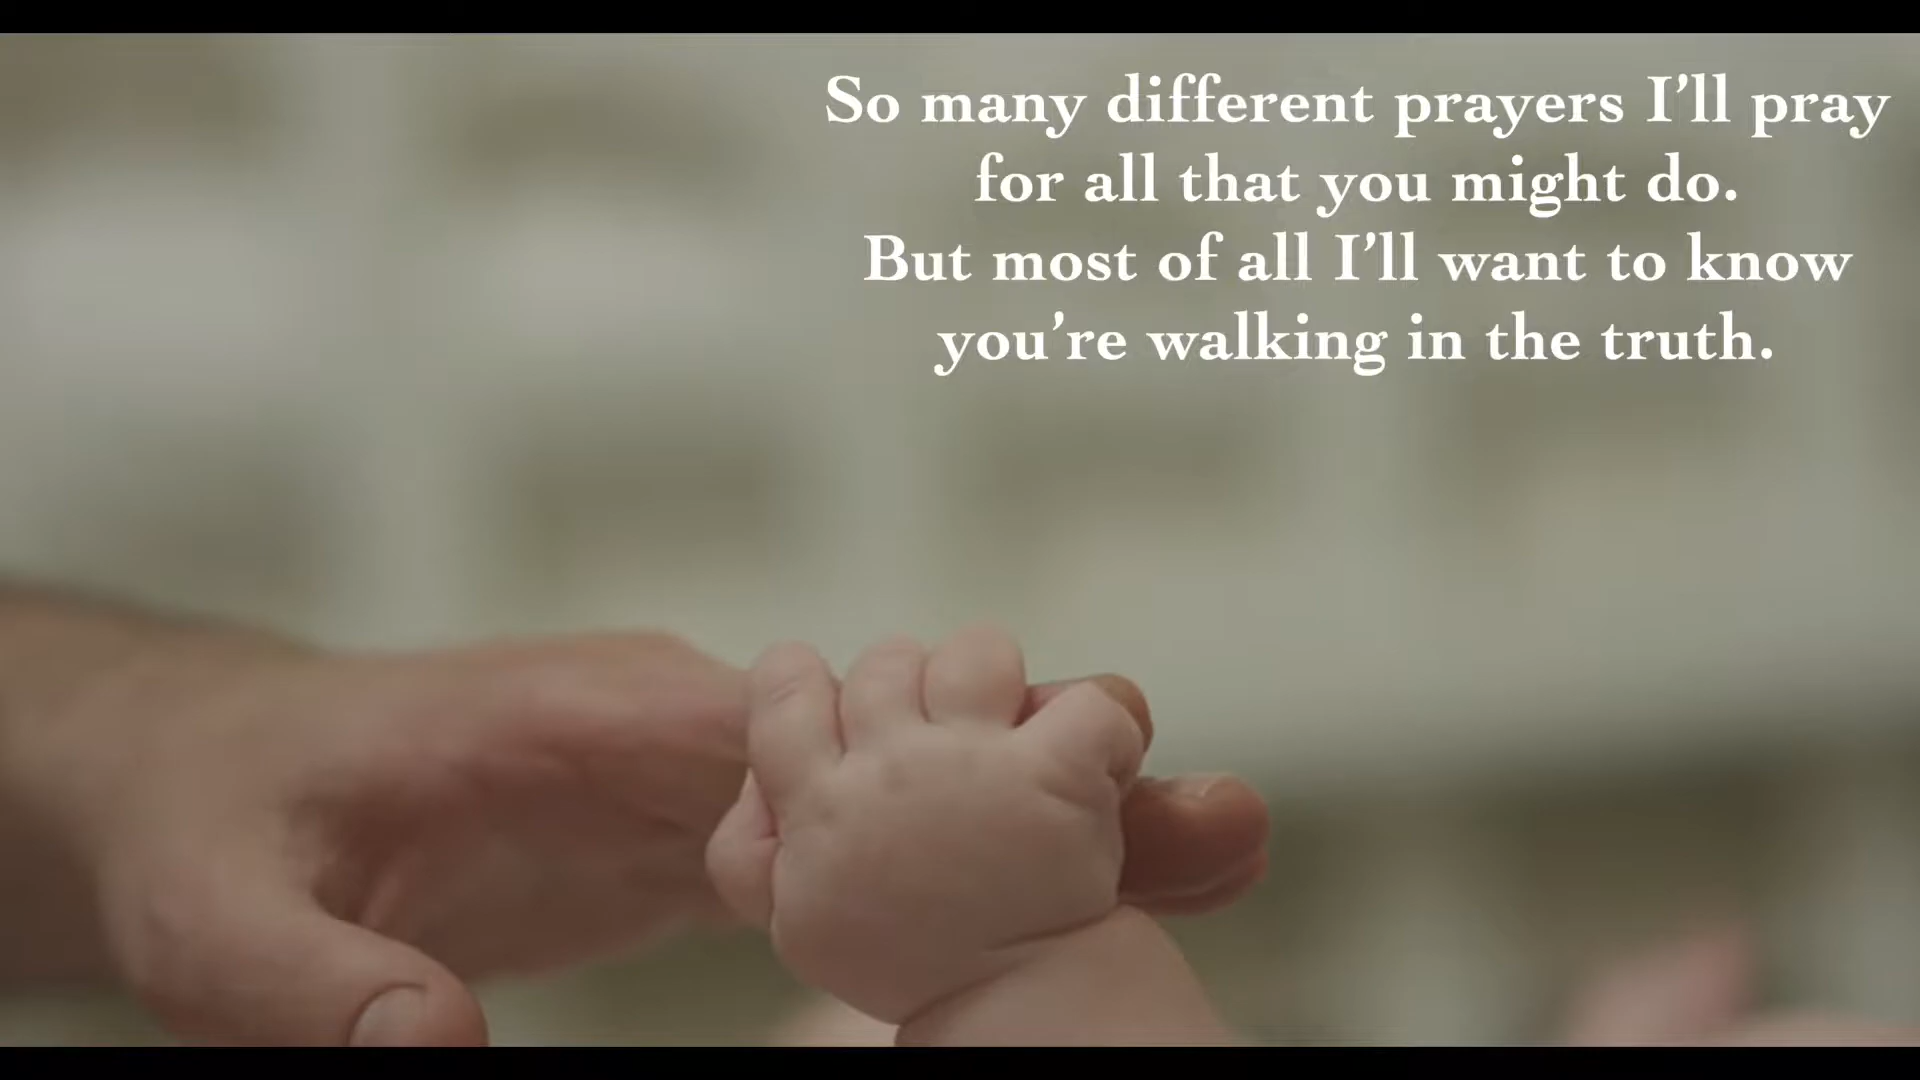 So many different prayers I’ll pray
for all that you might do.
But most of all I’ll want to know
you’re walking in the truth.